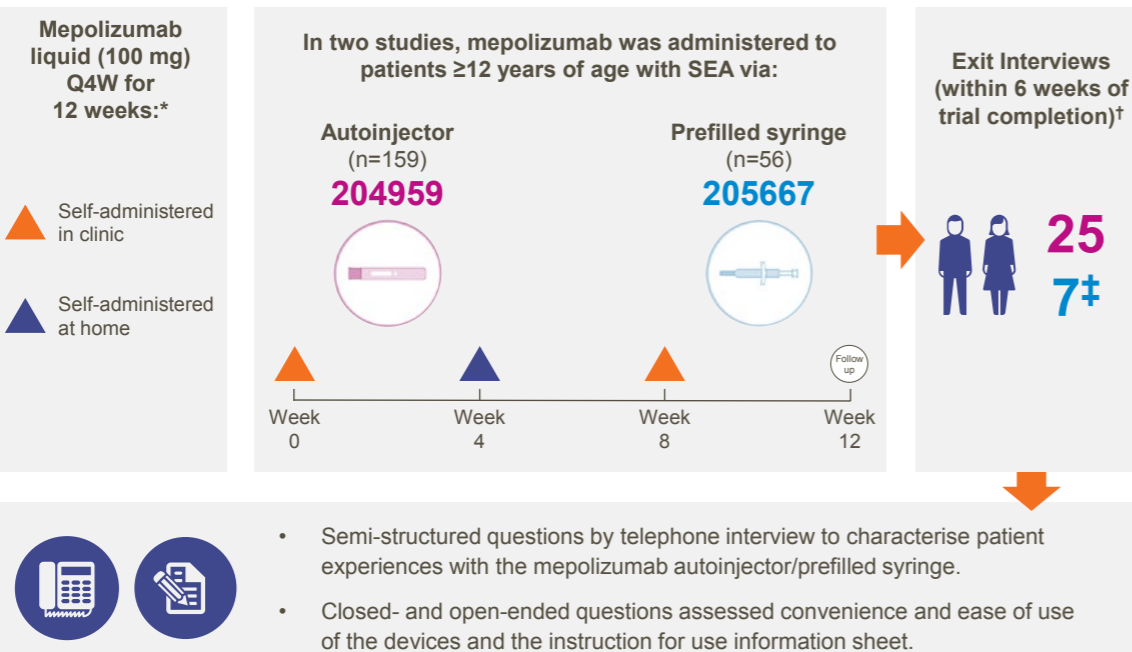 Mepolizumab
liquid (100 mg)
Q4W for
12 weeks:*
Self-administered
in clinic
Self-administered
at home
In two studies, mepolizumab was administered to
patients ≥12 years of age with SEA via:
Autoinjector
(n=159)
204959
Prefilled syringe
(n=56)
205667
Follow
up
Week
0
Week
4
Week
8
Week
12
Exit Interviews
(within 6 weeks of
trial completion)†
25
7‡
• Semi-structured questions by telephone interview to characterise patient
experiences with the mepolizumab autoinjector/prefilled syringe.
• Closed- and open-ended questions assessed convenience and ease of use
of the devices and the instruction for use information sheet.